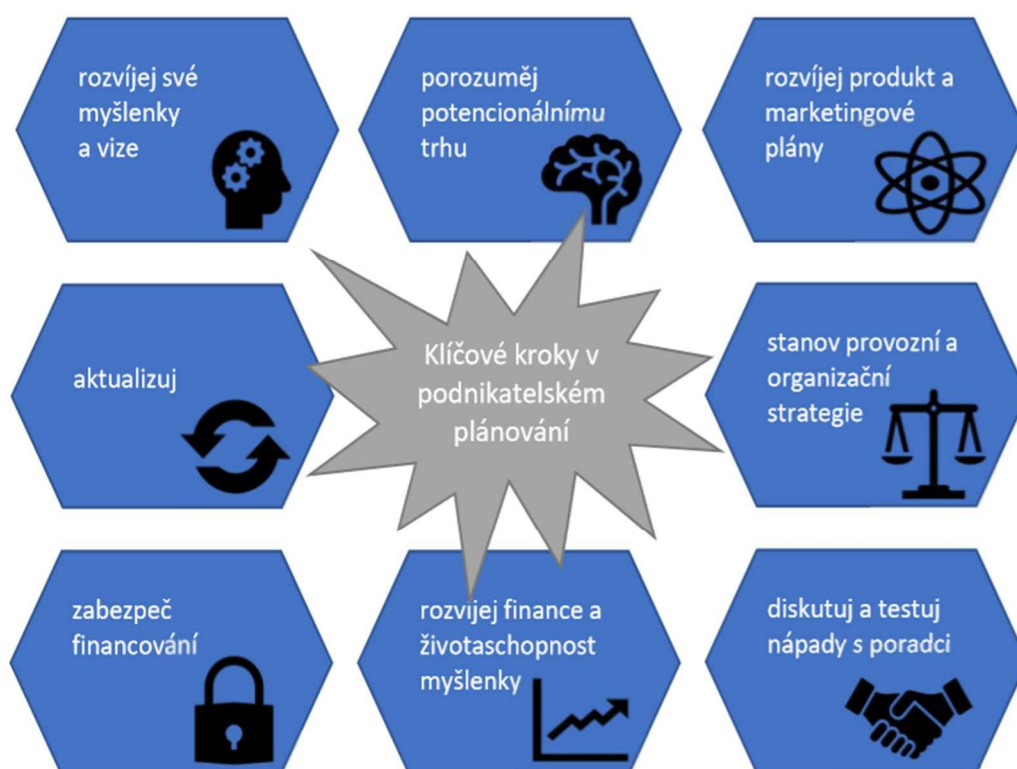 rozvíjej své
myšlenky
a vize
porozuměj
potencionálnímu
trhu
rozvíjej produkt a
marketingové
plány
aktualizuj
Klíčové kroky v
podnikatelském
plánování
stanov provozní a
organizační
strategie
zabezpeč
financování
rozvíjej finance a
životaschopnost
myšlenky
diskutuj a testuj
nápady s poradci